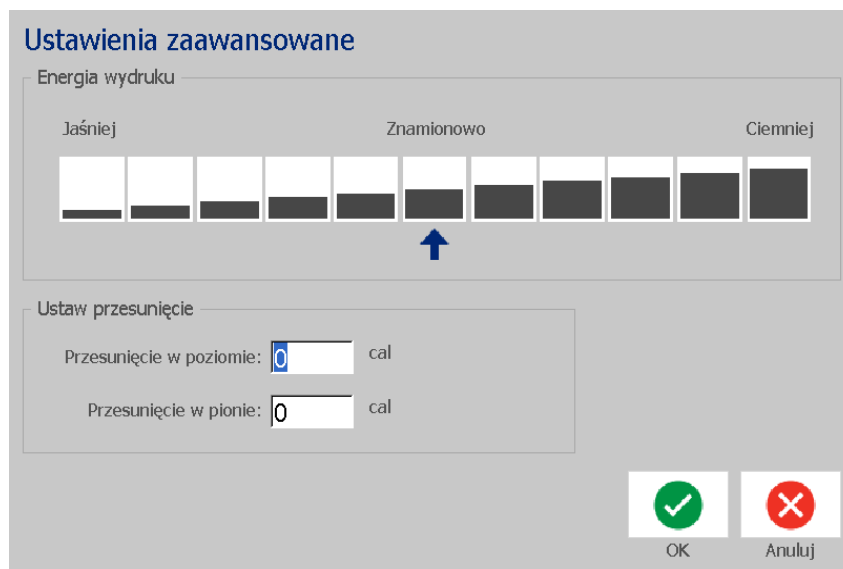 Ustawienia zaawansowane
Energia wydruku
Jaśniej Znamionowo Ciemniej
Ustaw przesunięcie
Przesunięcie w poziomie: 0 cal
Przesunięcie w pionie: 0 cal
OK Anuluj